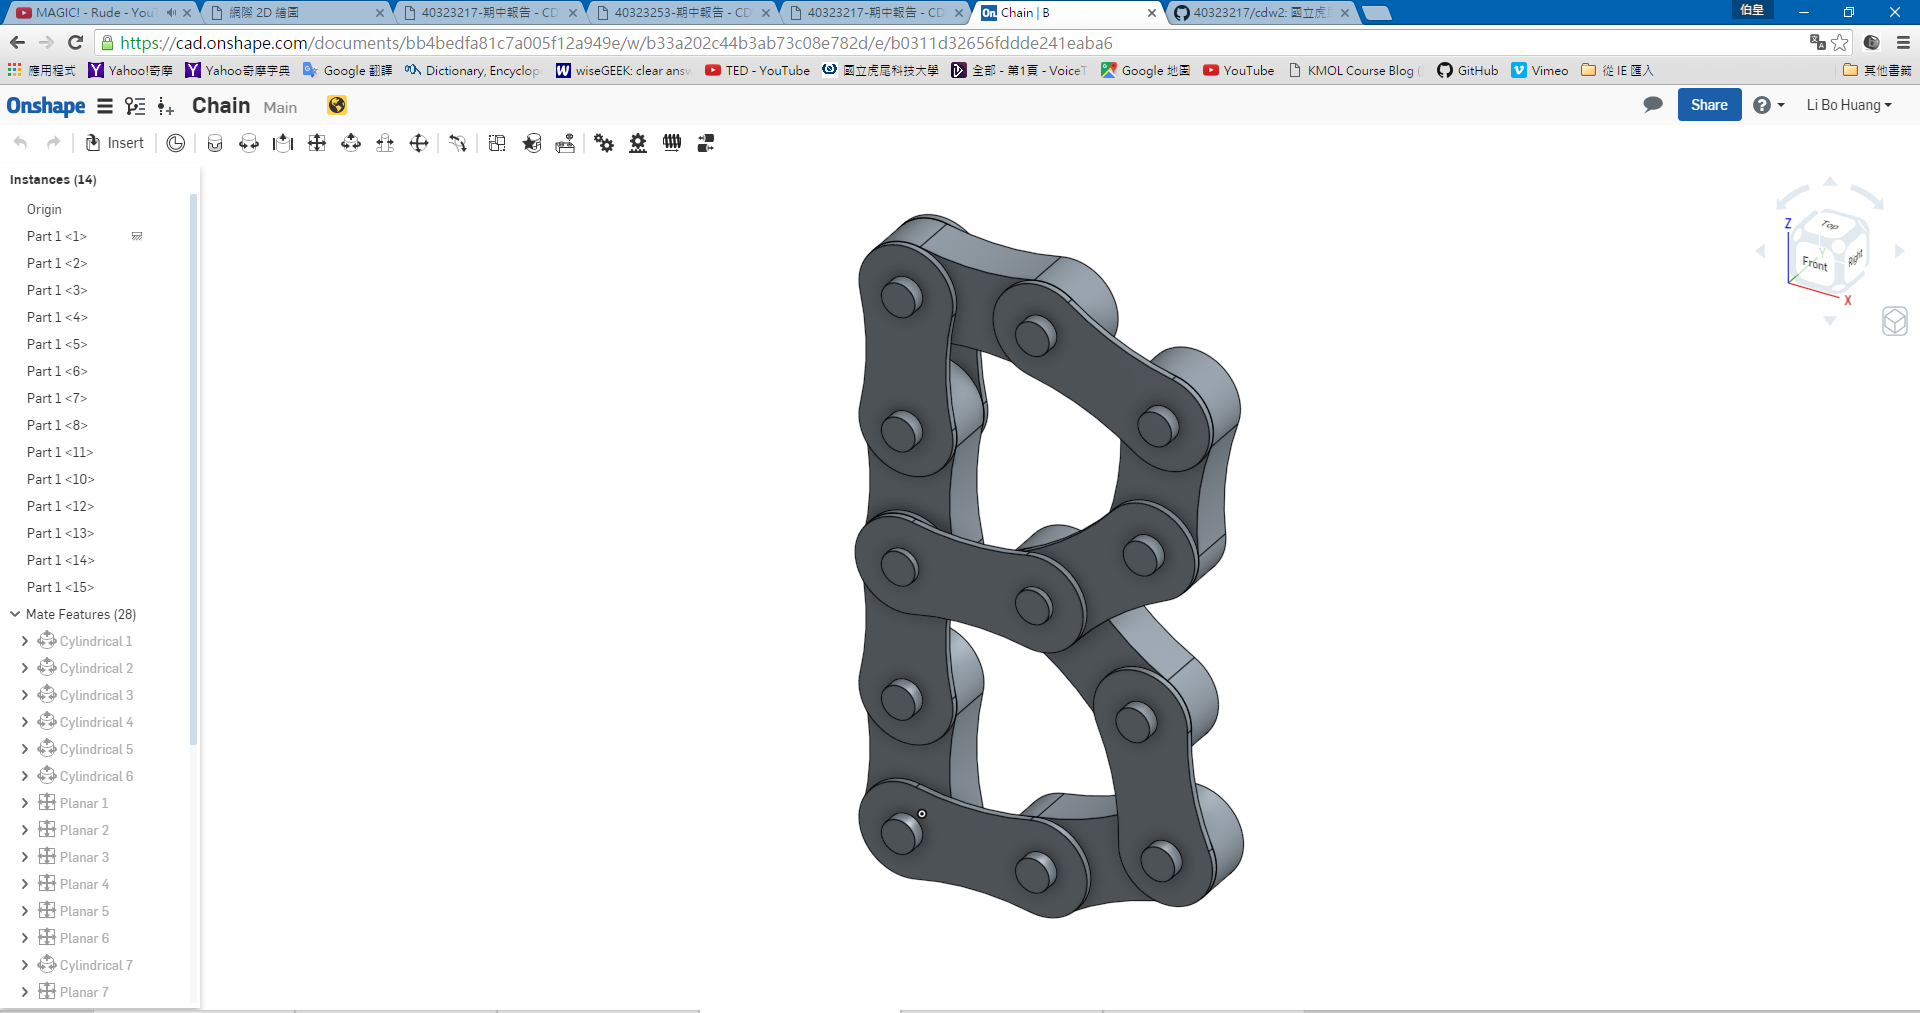 MAGIC! - Rude - You
網際 2D 繪圖
40323217-期中報告 - CD
40323253-期中報告 - CD
40323217-期中報告 - CD
Chain | B
40323217/cdw2: 國立虎
伯皇
https://cad.onshape.com/documents/bb4bedfa81c7a005f12a949e/w/b33a202c44b3ab73c08e782d/e/b0311d32656fddde241eaba6
應用程式
Yahoo!奇摩
Yahoo奇摩字典
Google 翻譯
Dictionary, Encyclop
wiseGEEK: clear answ
TED - YouTube
國立虎尾科技大學
全部 - 第1頁 - VoiceT
Google 地圖
YouTube
KMOL Course Blog
GitHub
Vimeo
從 IE 匯入
其他書籤
Onshape
Chain Main
Share
Li Bo Huang
Insert
Instances (14)
Origin
Part 1 <1>
Part 1 <2>
Part 1 <3>
Part 1 <4>
Part 1 <5>
Part 1 <6>
Part 1 <7>
Part 1 <8>
Part 1 <11>
Part 1 <10>
Part 1 <12>
Part 1 <13>
Part 1 <14>
Part 1 <15>
Mate Features (28)
Cylindrical 1
Cylindrical 2
Cylindrical 3
Cylindrical 4
Cylindrical 5
Cylindrical 6
Planar 1
Planar 2
Planar 3
Planar 4
Planar 5
Planar 6
Cylindrical 7
Planar 7
Z
Top
Y
Front
Right
X